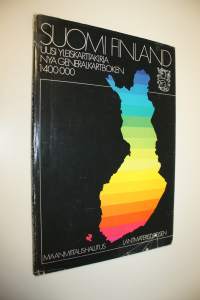 SUOMI FINLAND
UUSI YLEISKARTTAKIRJA
NYA GENERALKARTBOKEN
1:400 000
MAANMITTAUSHALLITUS LANTMÄTERISTYRELSEN